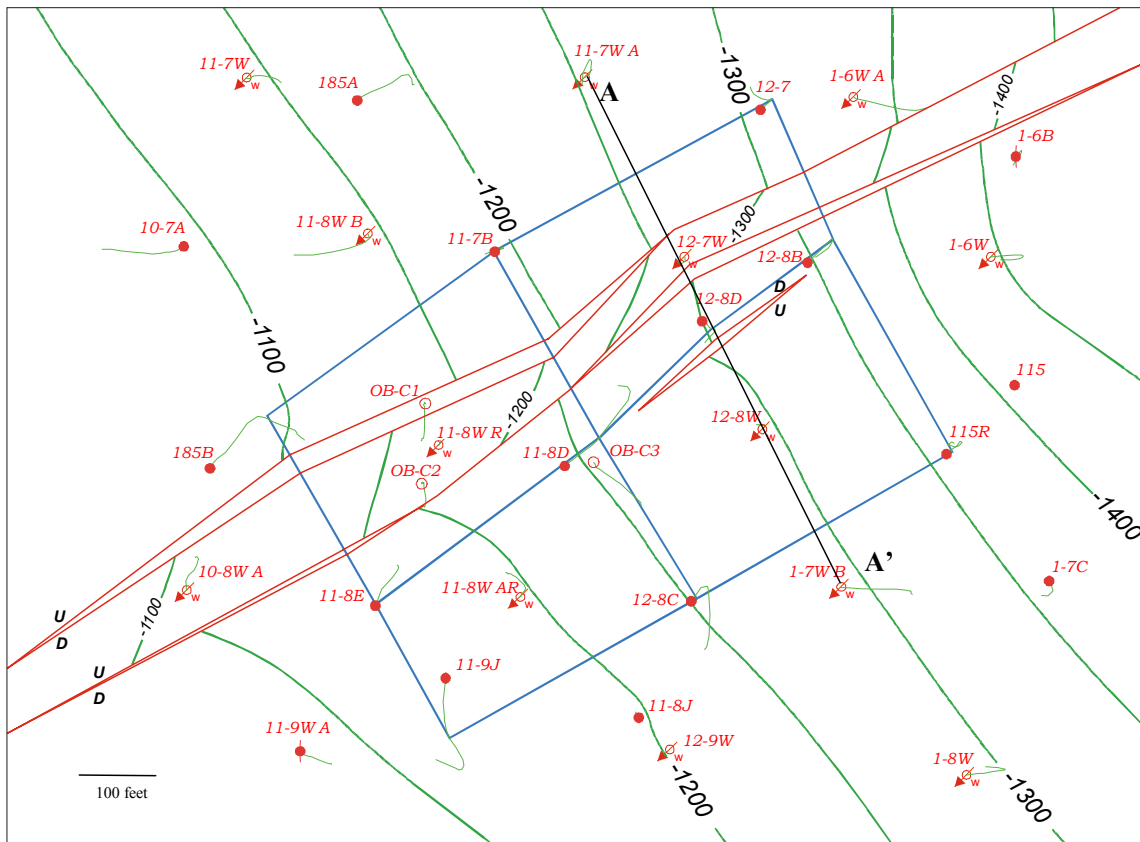 11-7W
W
185A
11-7W A
W
A
-1300
12-7
1-6W A
W
-1400
1-6B
10-7A
11-8W B
W
-1200
11-7B
12-7W
W
-1300
12-8B
D
U
1-6W
W
-1100
12-8D
115
OB-C1
11-8W R
W
-1200
12-8W
W
185B
OB-C2
11-8D
OB-C3
115R
-1400
10-8W A
W
U
D
-1100
11-8E
11-8W AR
W
12-8C
1-7W B
W
A’
1-7C
U
D
11-9J
11-9W A
11-8J
12-9W
W
-1200
1-8W
W
-1300
100 feet